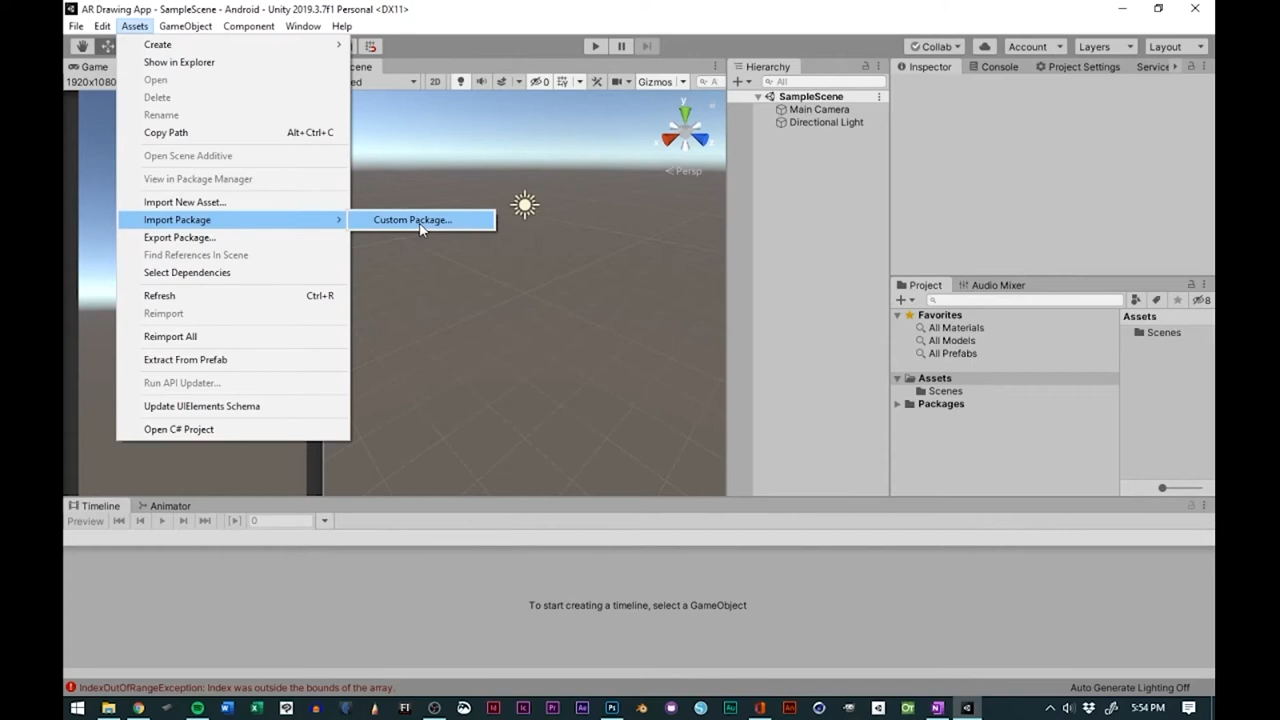 AR Drawing App - SampleScene - Android - Unity 2019.3.7f1 Personal <DX11>
File Edit Assets GameObject Component Window Help
Collab Account Layers Layout
Create
Show in Explorer
Open
Delete
Rename
Copy Path Alt+Ctrl+C
Open Scene Additive
View in Package Manager
Import New Asset...
Import Package
Custom Package...
Export Package...
Find References In Scene
Select Dependencies
Refresh Ctrl+R
Reimport
Reimport All
Extract From Prefab
Run API Updater...
Update UIElements Schema
Open C# Project
Game
1920x1080
2D 0 Gizmos
y
Persp
Hierarchy
All
SampleScene
Main Camera
Directional Light
Inspector Console Project Settings
Project Audio Mixer
8
Favorites
All Materials
All Models
All Prefabs
Assets
Scenes
Packages
Assets
Scenes
Timeline Animator
Preview 0
To start creating a timeline, select a GameObject
IndexOutOfRangeException: Index was outside the bounds of the array.
Auto Generate Lighting Off
5:54 PM